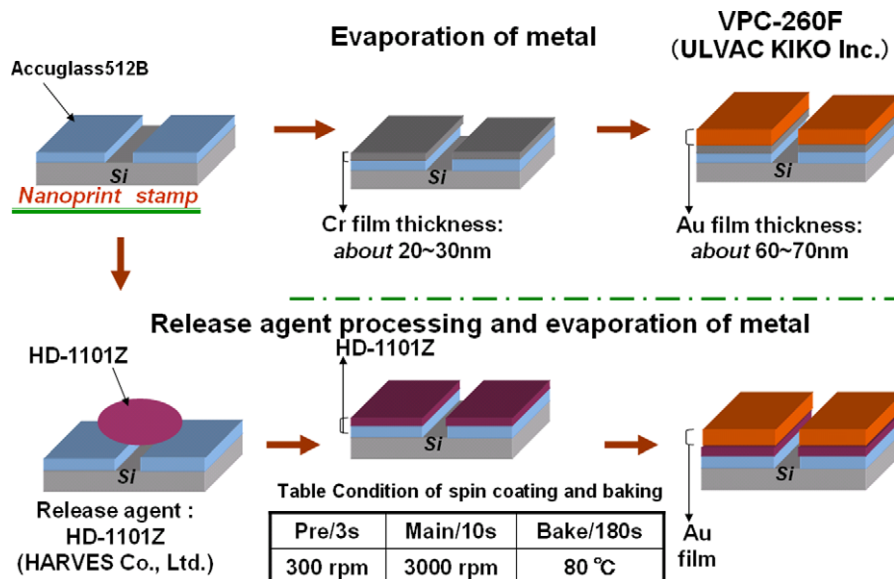 Evaporation of metal
VPC-260F
(ULVAC KIKO Inc.)
Accuglass512B
Si
Nanoprint stamp
Si
Cr film thickness:
about 20~30nm
Si
Au film thickness:
about 60~70nm
Release agent processing and evaporation of metal
HD-1101Z
Si
Release agent :
HD-1101Z
(HARVES Co., Ltd.)
HD-1101Z
Si
Si
Au
film
Table Condition of spin coating and baking
Pre/3s Main/10s Bake/180s
300 rpm 3000 rpm 80 ℃